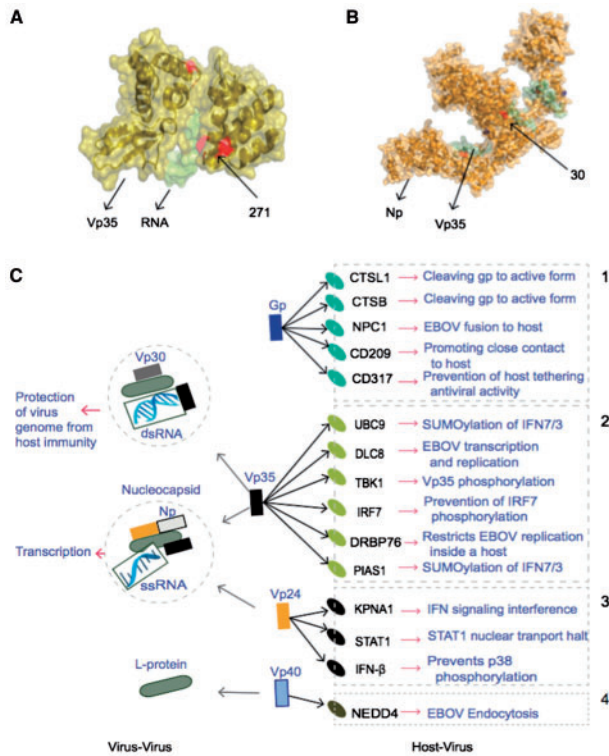 A
B
Vp35
RNA
271
Np
Vp35
30
C
1
Gp
CTSL1
Cleaving gp to active form
CTSB
Cleaving gp to active form
NPC1
EBOV fusion to host
CD209
Promoting close contact
to host
CD317
Prevention of host tethering
antiviral activity
Vp30
dsRNA
Protection of virus
genome from
host immunity
2
Vp35
UBC9
SUMOylation of IFN7/3
DLC8
EBOV transcription
and replication
TBK1
Vp35 phosphorylation
IRF7
Prevention of IRF7
phosphorylation
DRBP76
Restricts EBOV replication
inside a host
PIAS1
SUMOylation of IFN7/3
Nucleocapsid
Np
ssRNA
Transcription
3
Vp24
KPNA1
IFN signaling interference
STAT1
STAT1 nuclear tranport halt
IFN-β
Prevents p38
phosphorylation
L-protein
Vp40
4
NEDD4
EBOV Endocytosis
Virus-Virus
Host-Virus